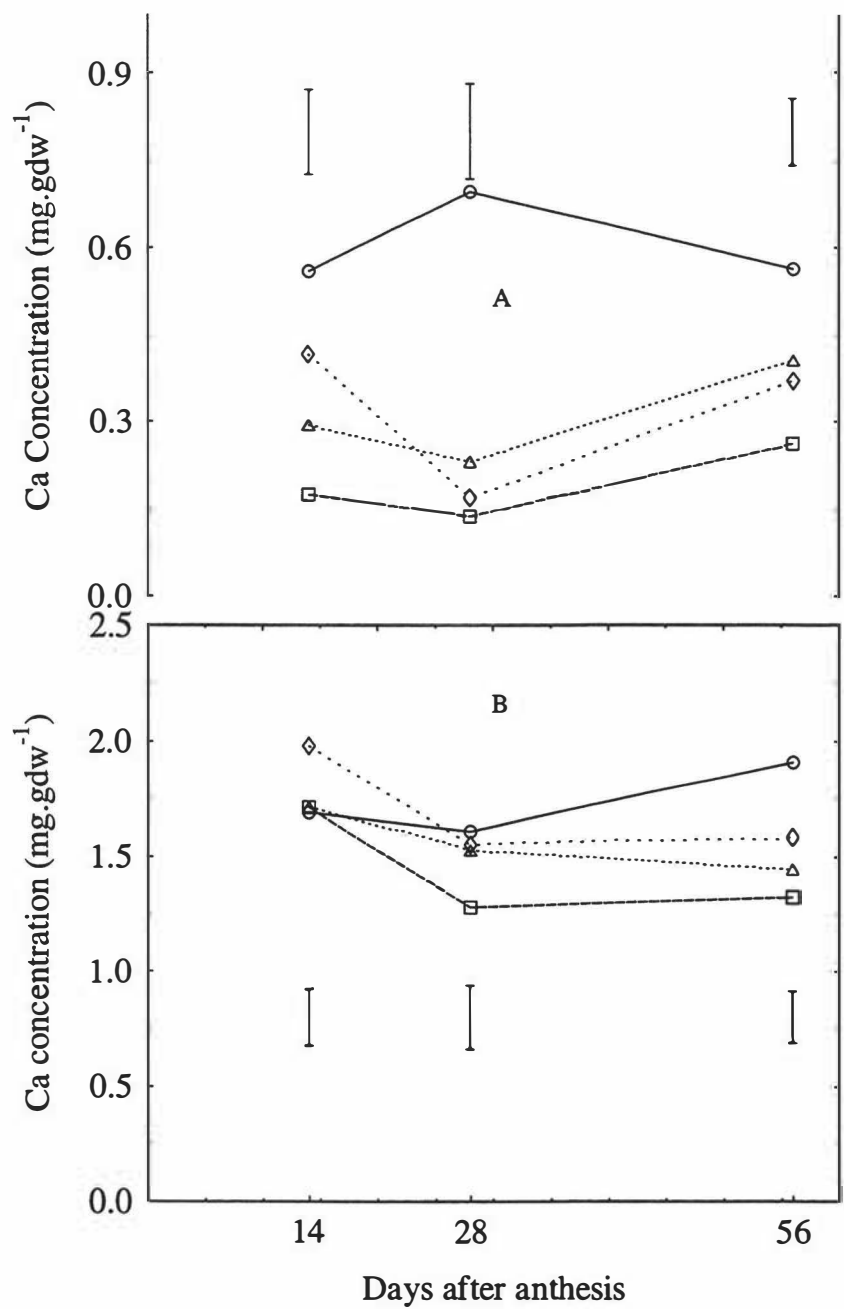 Ca Concentration (mg.gdw-1)
0.9
0.6
0.3
0.0
A
Ca concentration (mg.gdw-1)
2.5
2.0
1.5
1.0
0.5
0.0
B
14 28 56
Days after anthesis